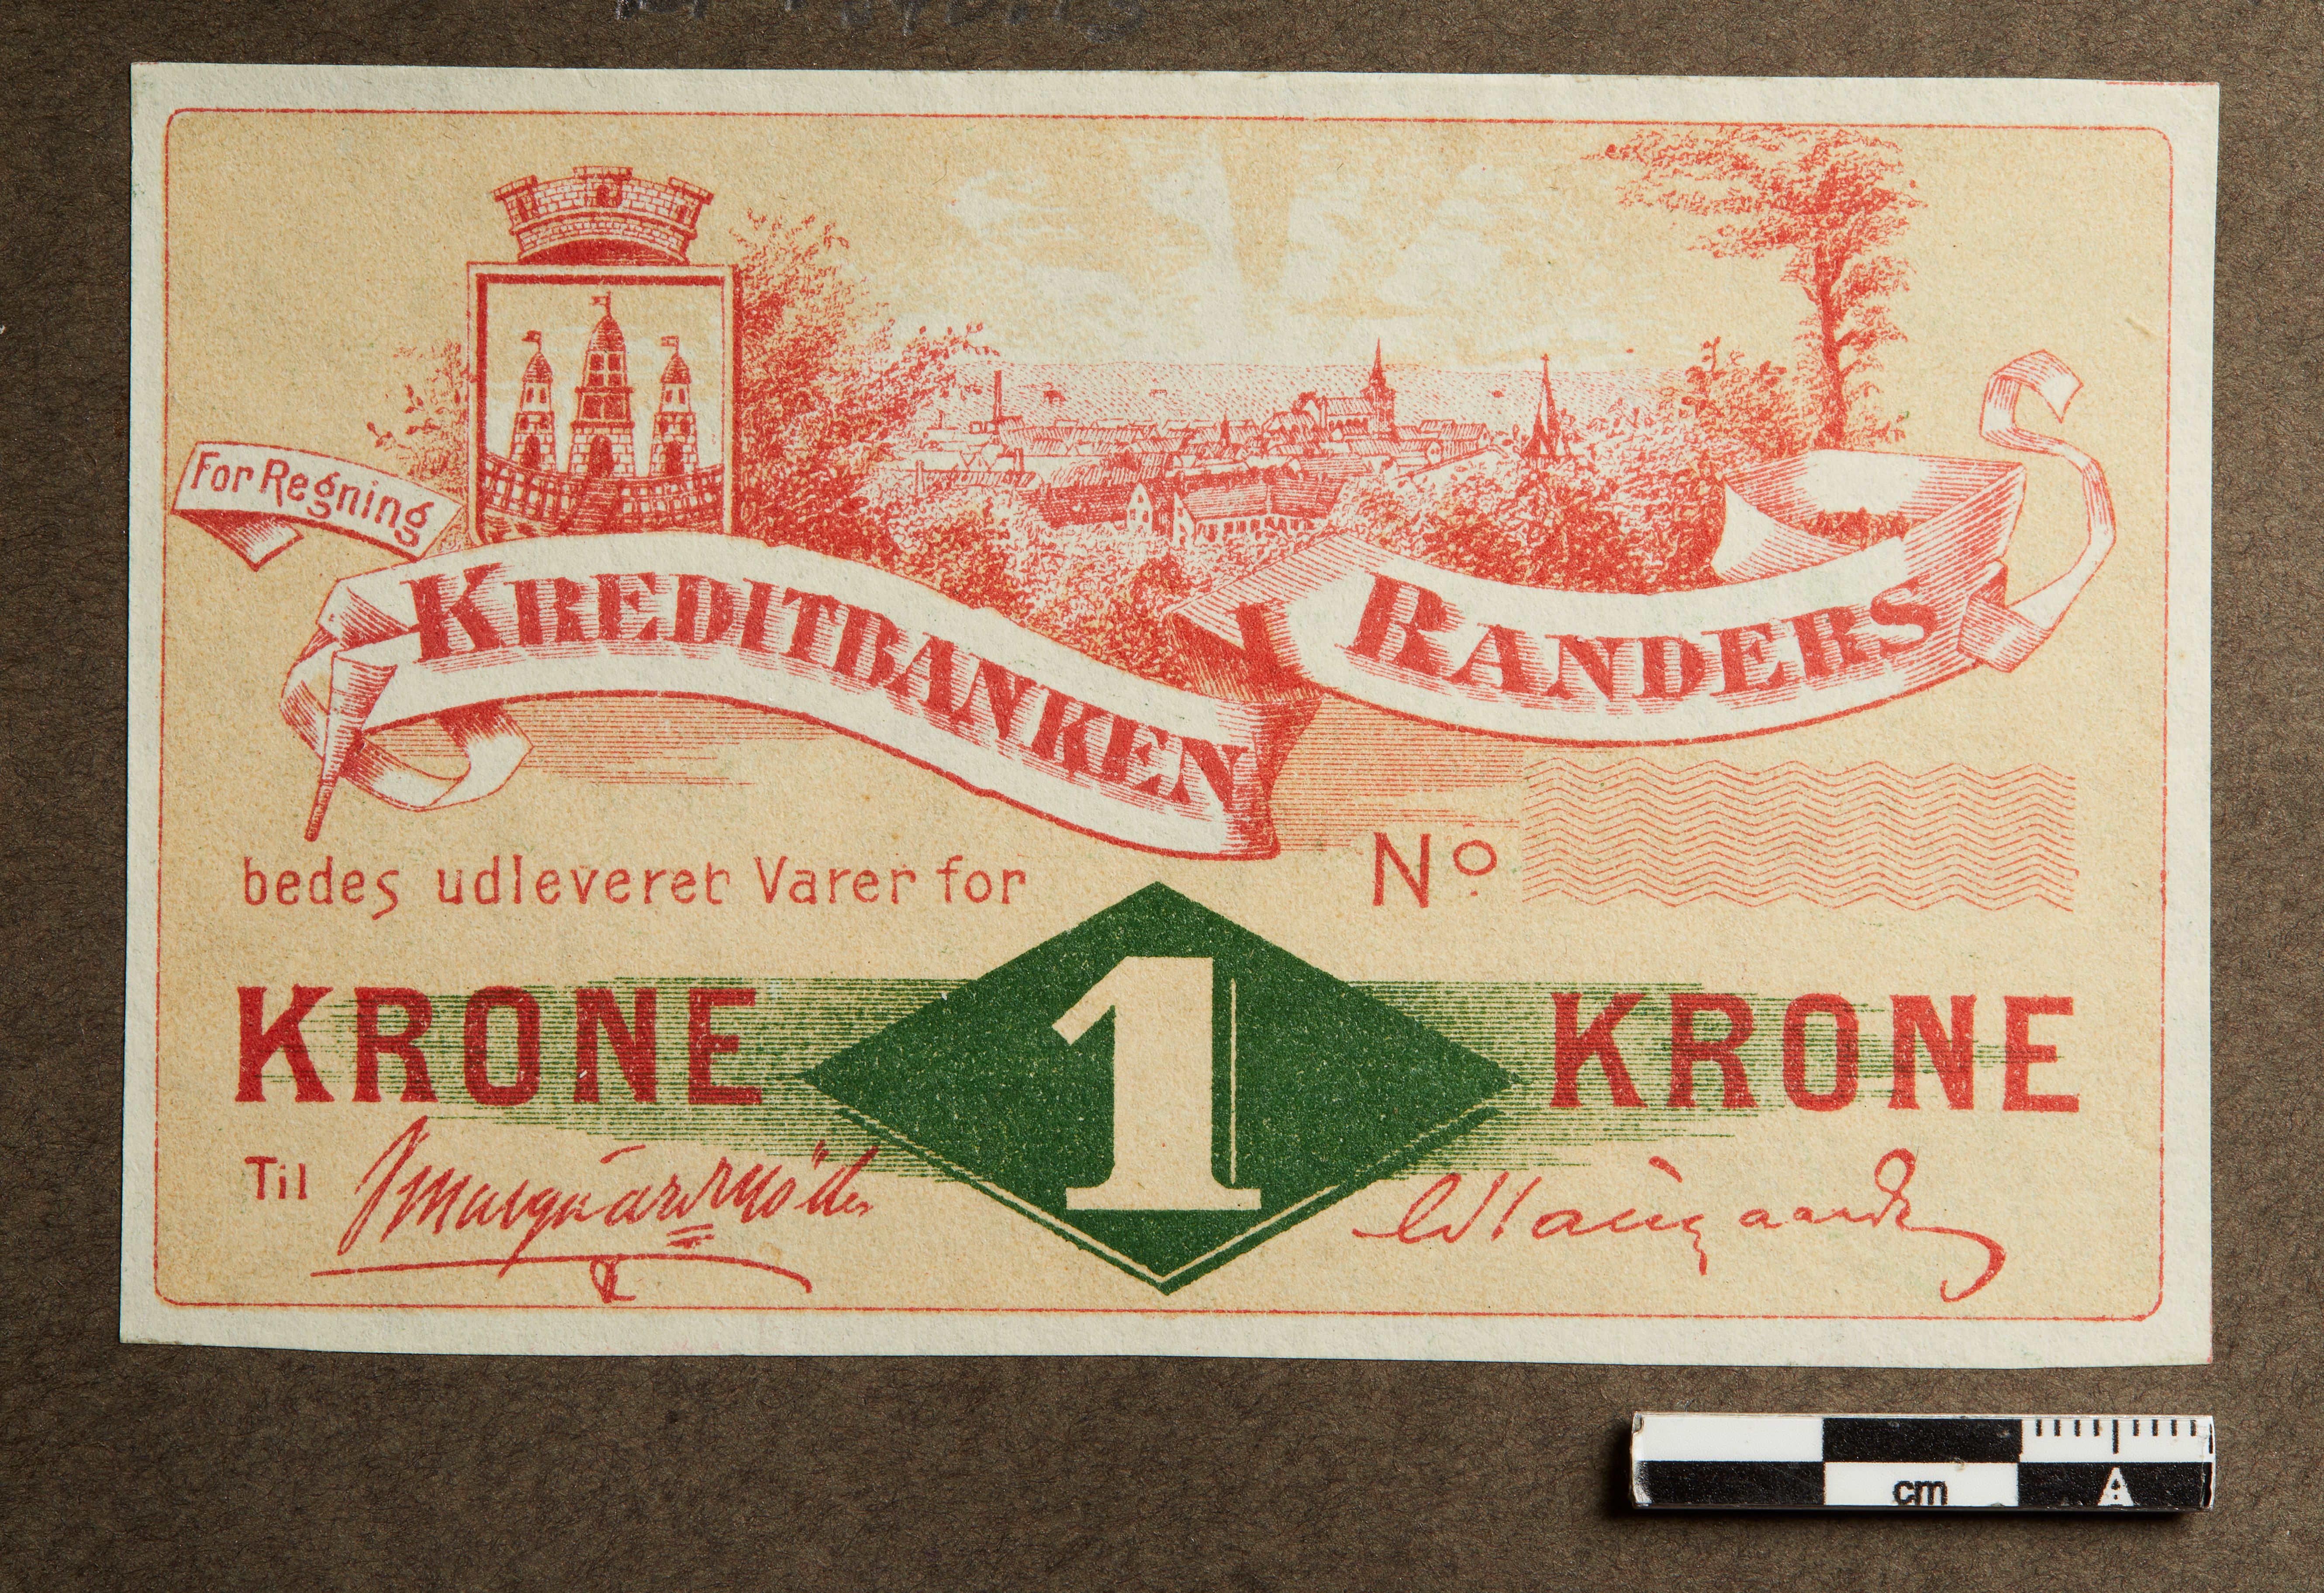 For Regning
KREDITBANKEN RANDERS
bedes udleveret Varer for
Nº
KRONE 1 KRONE
Til
cm